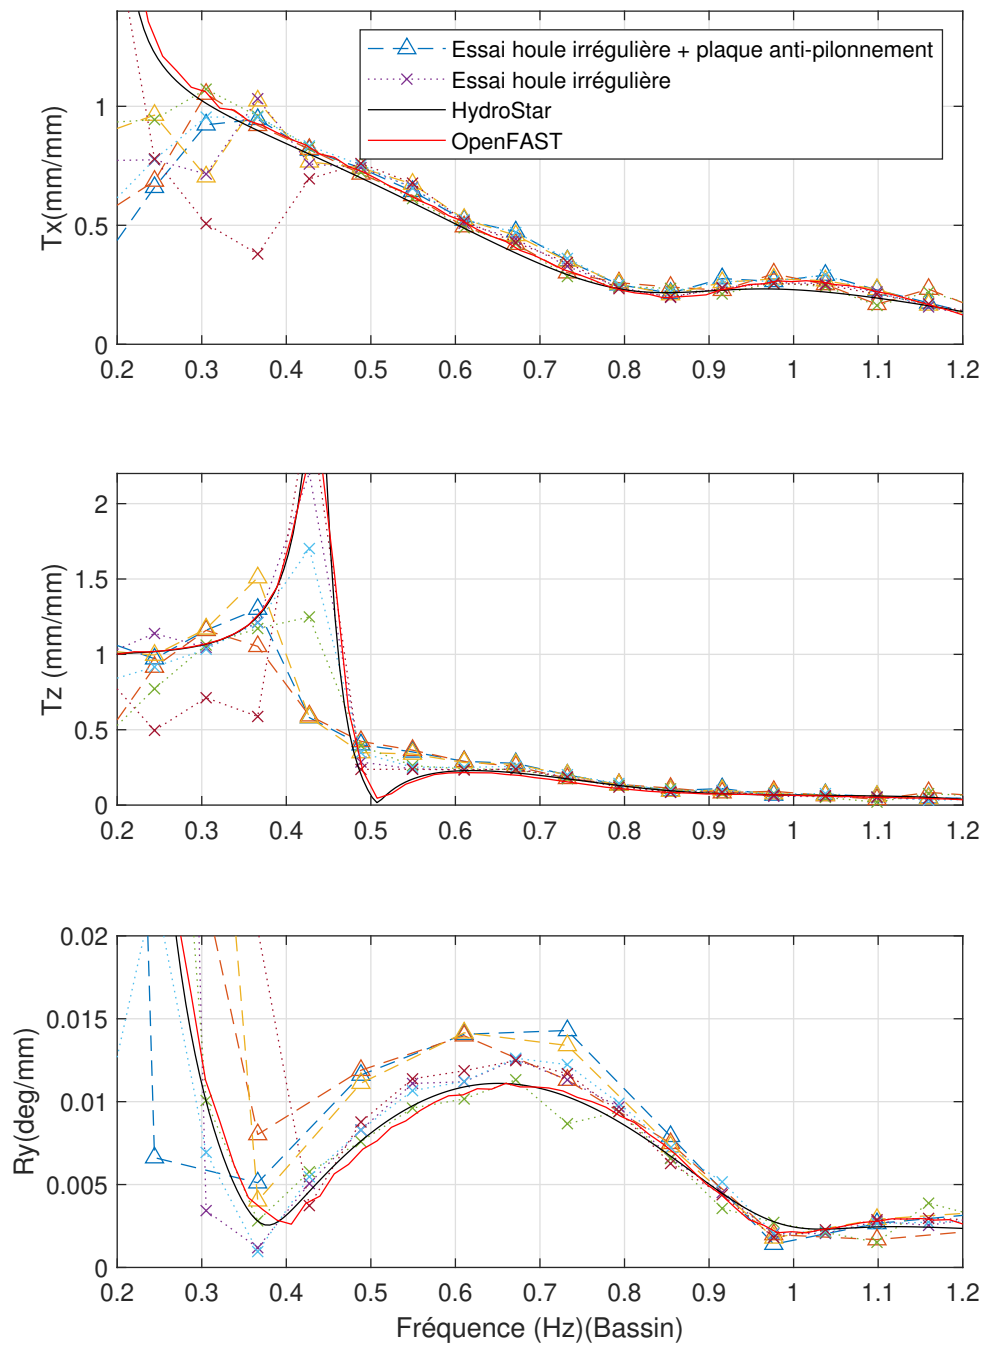 Essai houle irrégulière + plaque anti-pilonnement
Essai houle irrégulière
HydroStar
OpenFAST
Tx(mm/mm)
1
0.5
0
0.2 0.3 0.4 0.5 0.6 0.7 0.8 0.9 1 1.1 1.2
Tz (mm/mm)
2
1.5
1
0.5
0
0.2 0.3 0.4 0.5 0.6 0.7 0.8 0.9 1 1.1 1.2
Ry(deg/mm)
0.02
0.015
0.01
0.005
0
0.2 0.3 0.4 0.5 0.6 0.7 0.8 0.9 1 1.1 1.2
Fréquence (Hz)(Bassin)